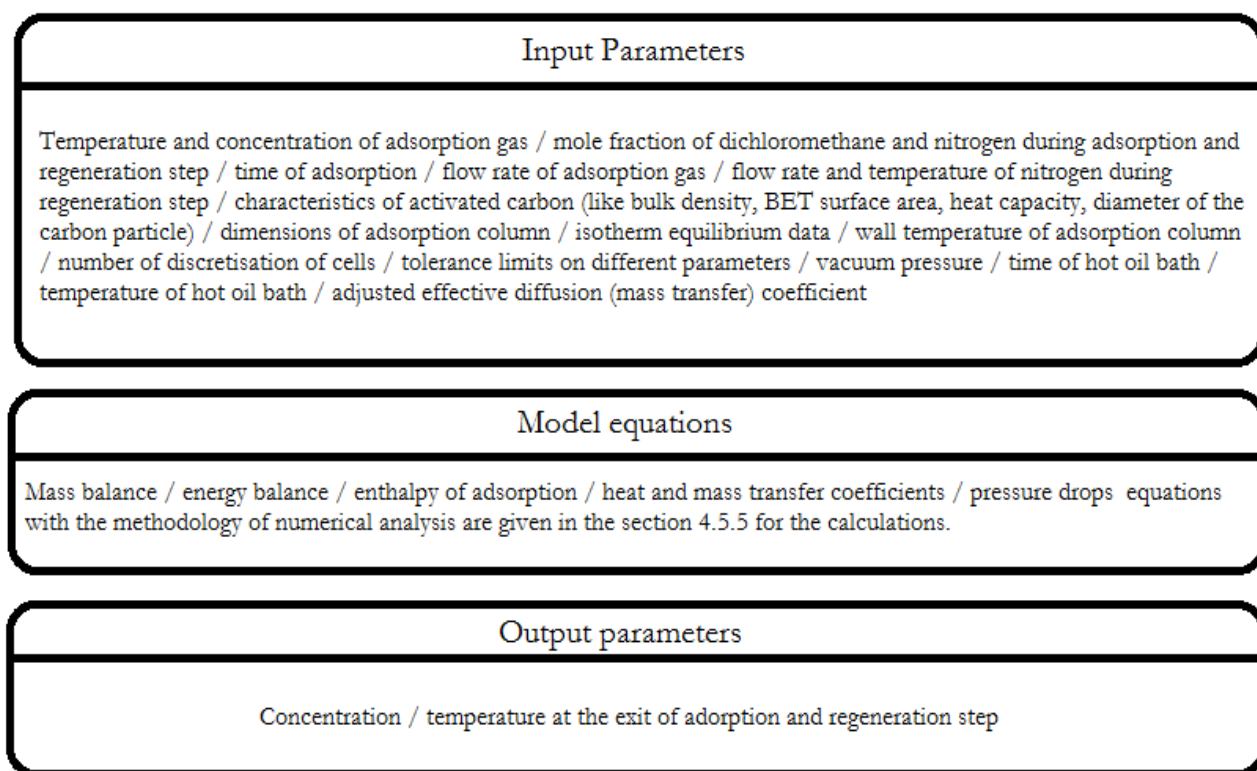 Input Parameters
Temperature and concentration of adsorption gas / mole fraction of dichloromethane and nitrogen during adsorption and
regeneration step / time of adsorption / flow rate of adsorption gas / flow rate and temperature of nitrogen during
regeneration step / characteristics of activated carbon (like bulk density, BET surface area, heat capacity, diameter of the
carbon particle) / dimensions of adsorption column / isotherm equilibrium data / wall temperature of adsorption column
/ number of discretisation of cells / tolerance limits on different parameters / vacuum pressure / time of hot oil bath /
temperature of hot oil bath / adjusted effective diffusion (mass transfer) coefficient
Model equations
Mass balance / energy balance / enthalpy of adsorption / heat and mass transfer coefficients / pressure drops equations
with the methodology of numerical analysis are given in the section 4.5.5 for the calculations.
Output parameters
Concentration / temperature at the exit of adorption and regeneration step